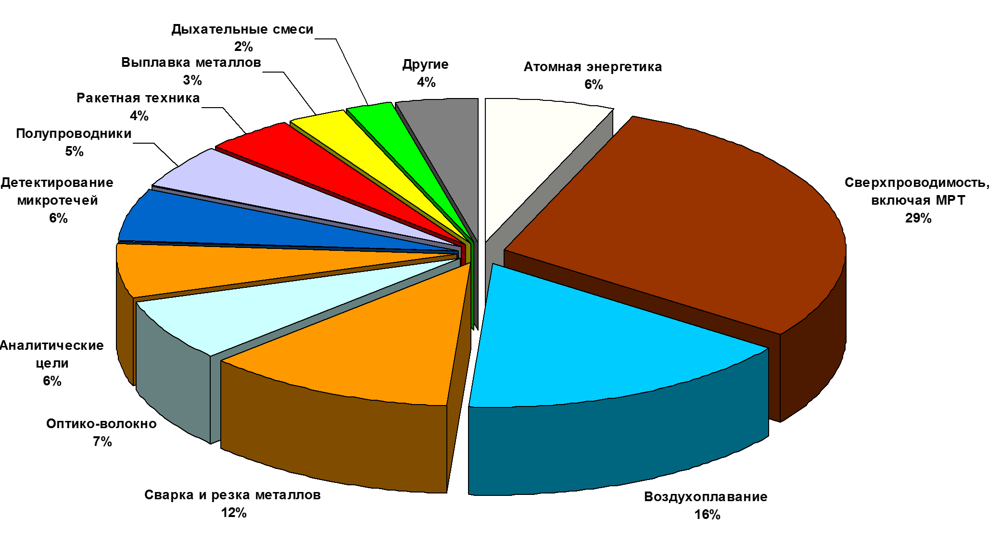 Дыхательные смеси
2%
Выплавка металлов
3%
Ракетная техника
4%
Полупроводники
5%
Детектирование
микротечей
6%
Аналитические
цели
6%
Оптико-волокно
7%
Сварка и резка металлов
12%
Воздухоплавание
16%
Сверхпроводимость,
включая МРТ
29%
Атомная энергетика
6%
Другие
4%